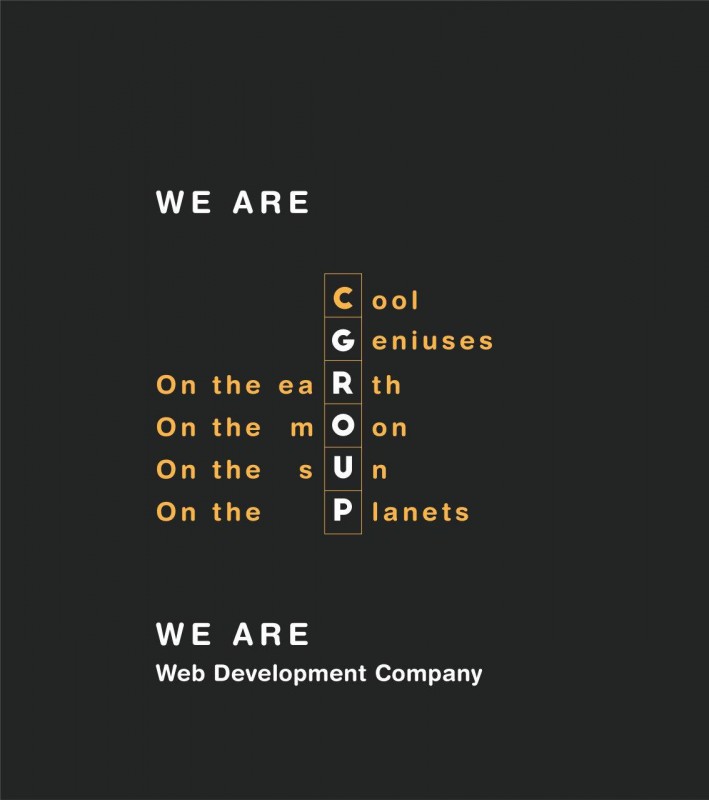 WE ARE
Cool
Geniuses
On the eaRth
On the mOon
On the sUn
On the Planets
WE ARE
Web Development Company